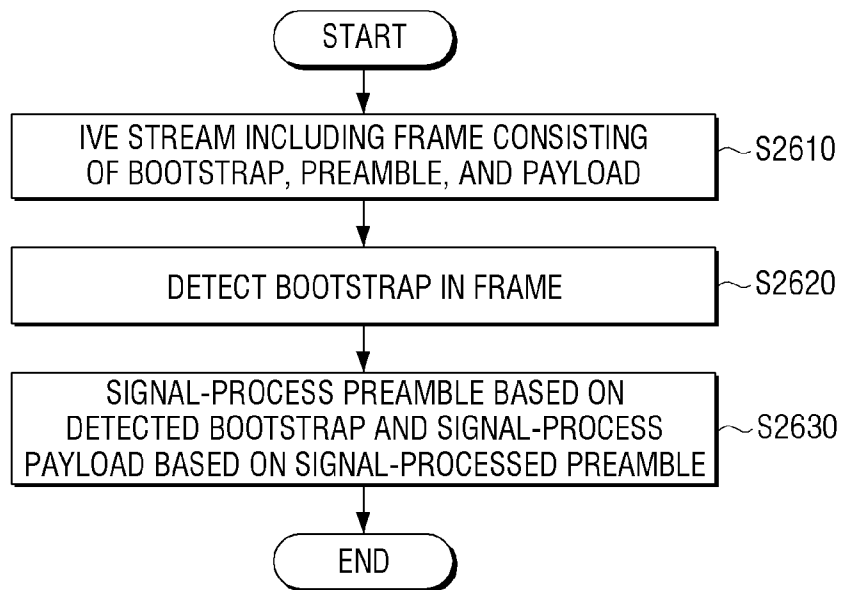 START
IVE STREAM INCLUDING FRAME CONSISTING
OF BOOTSTRAP, PREAMBLE, AND PAYLOAD
S2610
DETECT BOOTSTRAP IN FRAME
S2620
SIGNAL-PROCESS PREAMBLE BASED ON
DETECTED BOOTSTRAP AND SIGNAL-PROCESS
PAYLOAD BASED ON SIGNAL-PROCESSED PREAMBLE
S2630
END